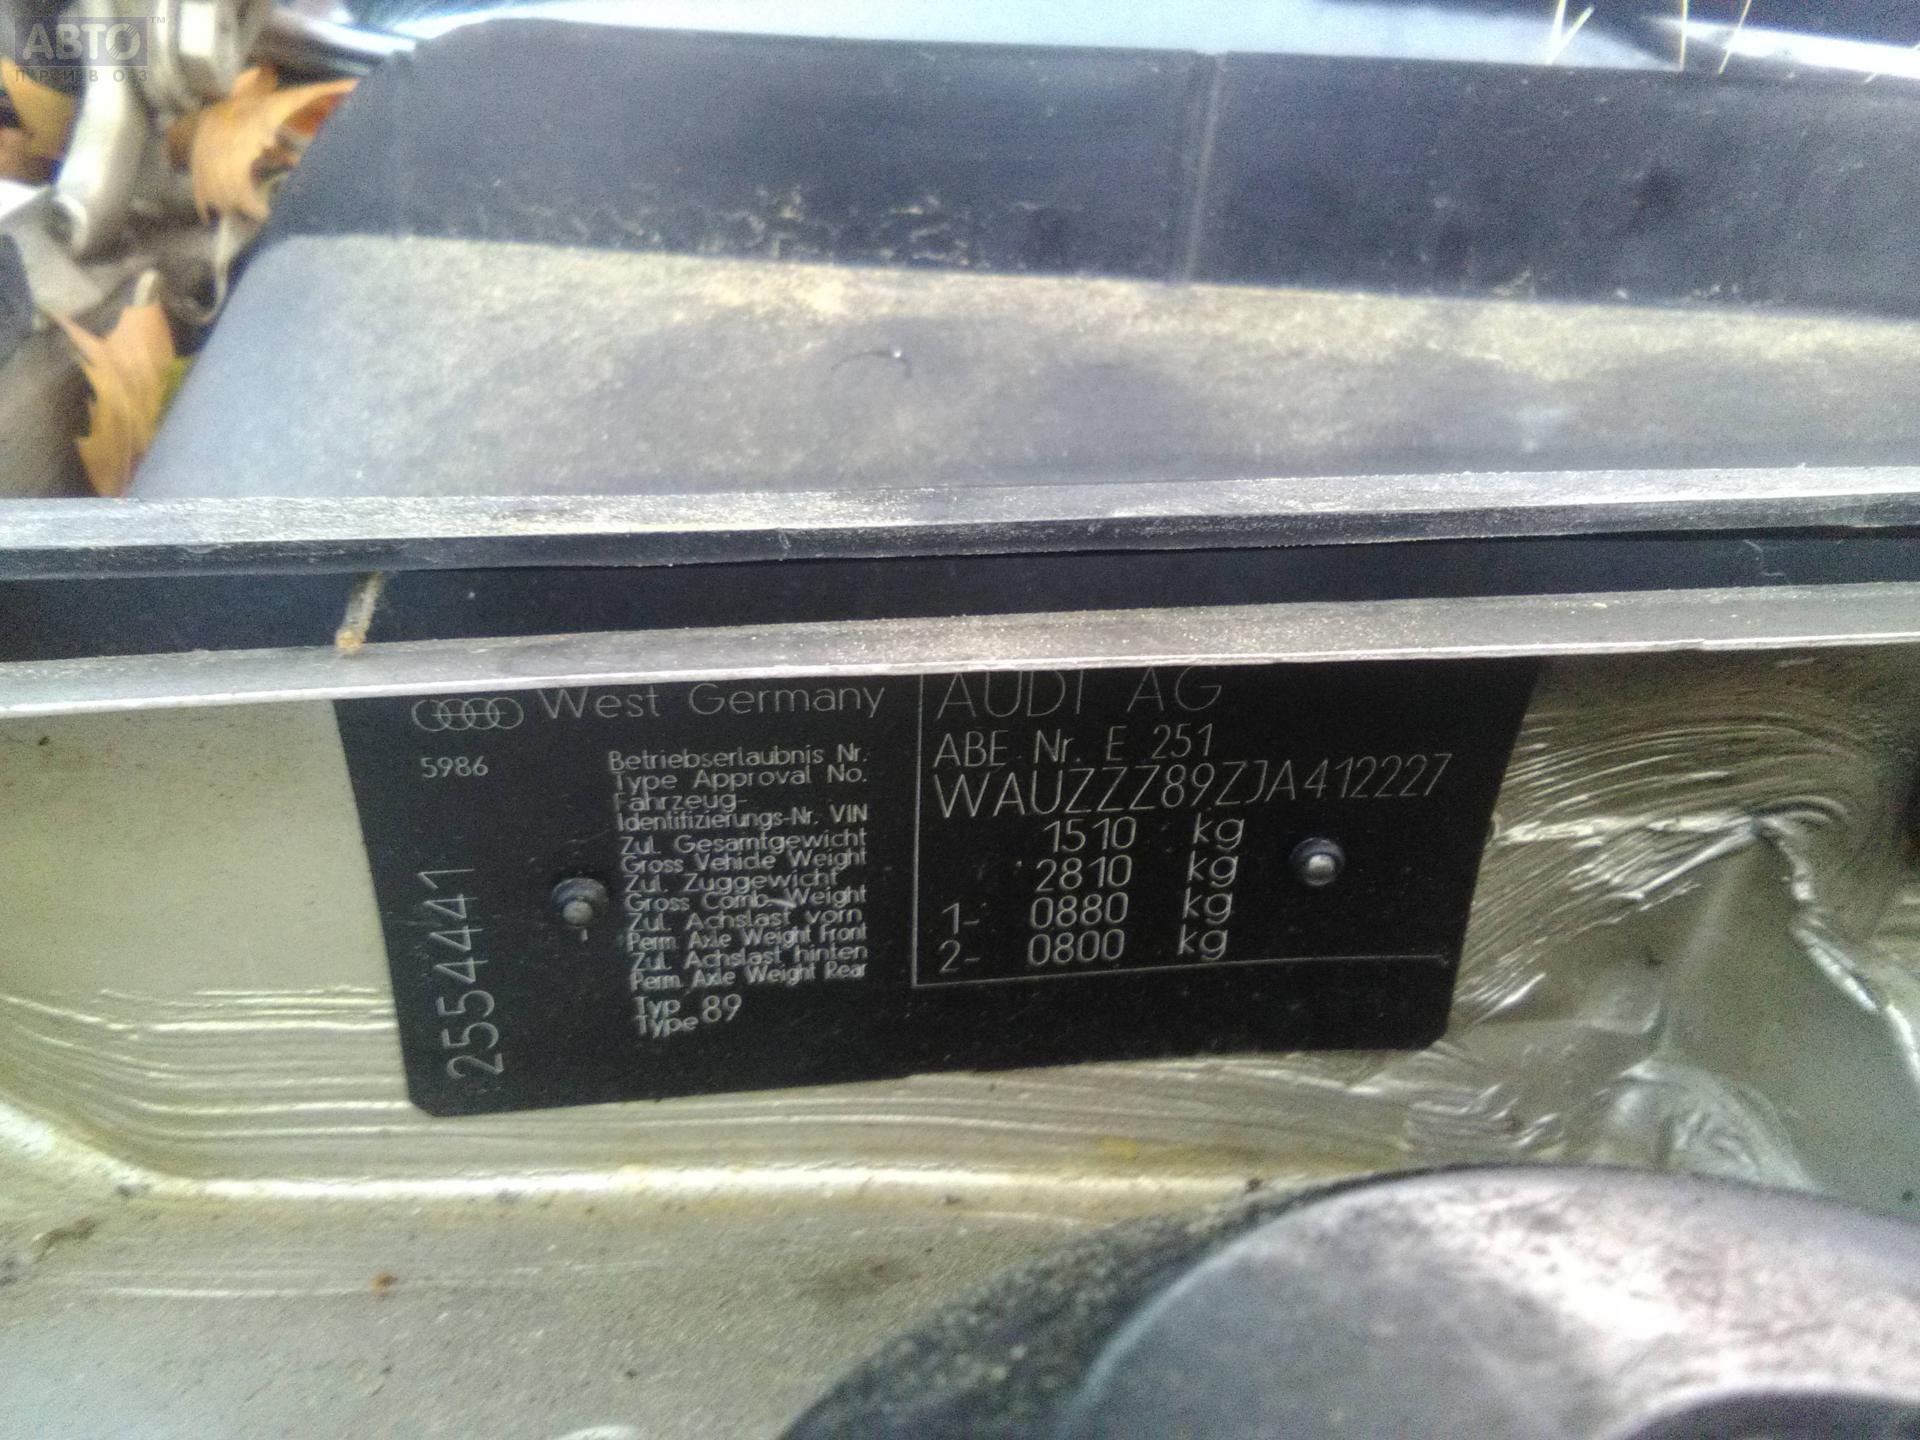 АВТО
West Germany
5986
Betriebserlaubnis Nr.
Type Approval No.
Fahrzeug-
Identifizierungs-Nr. VIN
Zul. Gesamtgewicht
Gross Vehicle Weight
Zul. Zuggewicht
Gross Comb. Weight
Zul. Achslast vorn
Perm. Axle Weight Front
Zul. Achslast hinten
Perm. Axle Weight Rear
Typ
Type 89
2554441
AUDI AG
ABE Nr. E 251
WAUZZZ89ZJA412227
1510 kg
2810 kg
1- 0880 kg
2- 0800 kg